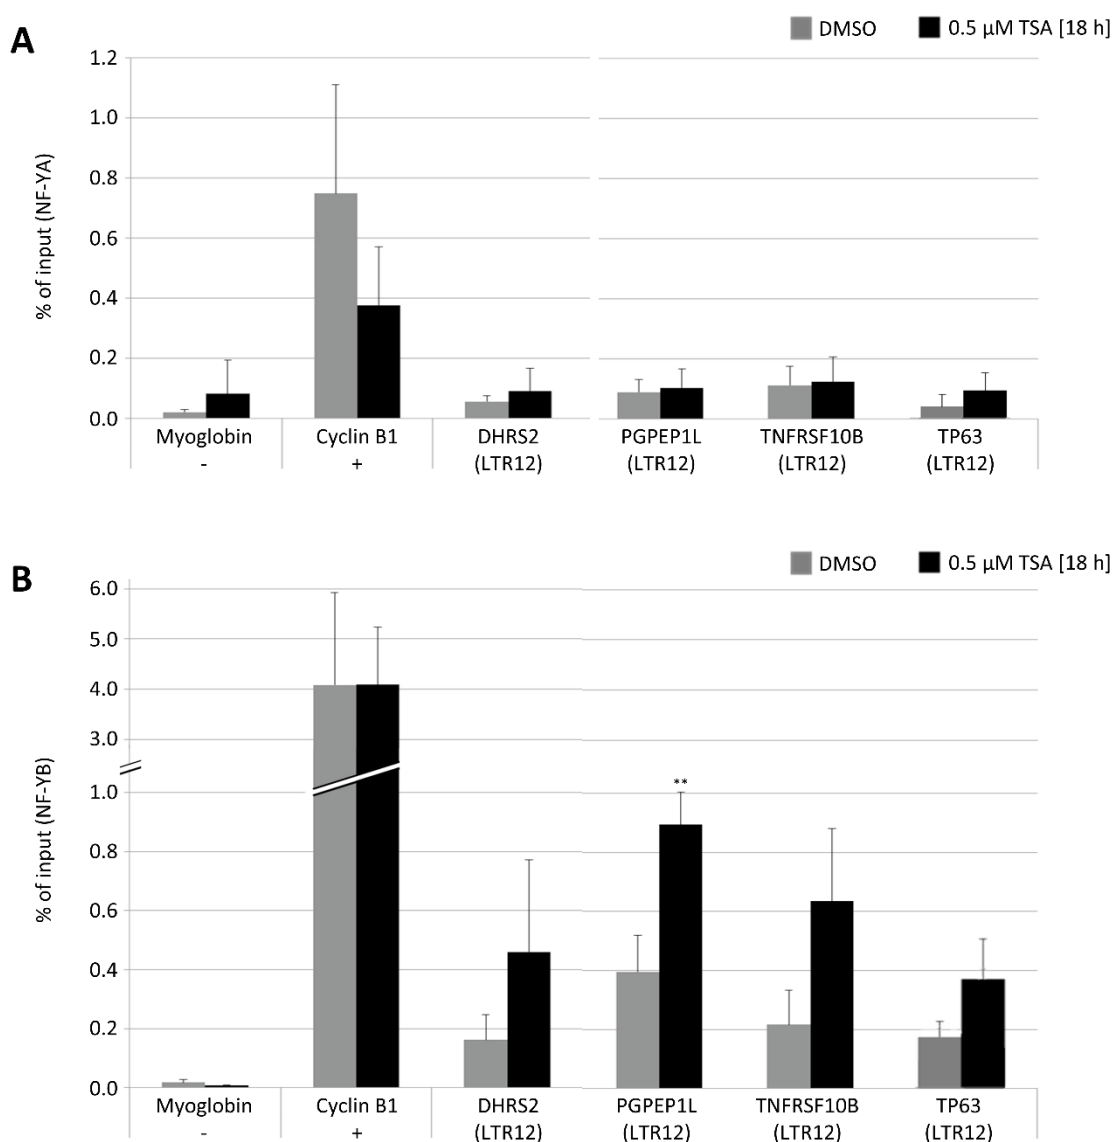 A
DMSO 0.5 μM TSA [18 h]
1.2
1.0
0.8
0.6
0.4
0.2
0.0
% of input (NF-YA)
Myoglobin Cyclin B1 DHRS2 PGPEP1L TNFRSF10B TP63
- + (LTR12) (LTR12) (LTR12) (LTR12)
B
DMSO 0.5 μM TSA [18 h]
6.0
5.0
4.0
3.0
1.0
0.8
0.6
0.4
0.2
0.0
% of input (NF-YB)
**
Myoglobin Cyclin B1 DHRS2 PGPEP1L TNFRSF10B TP63
- + (LTR12) (LTR12) (LTR12) (LTR12)